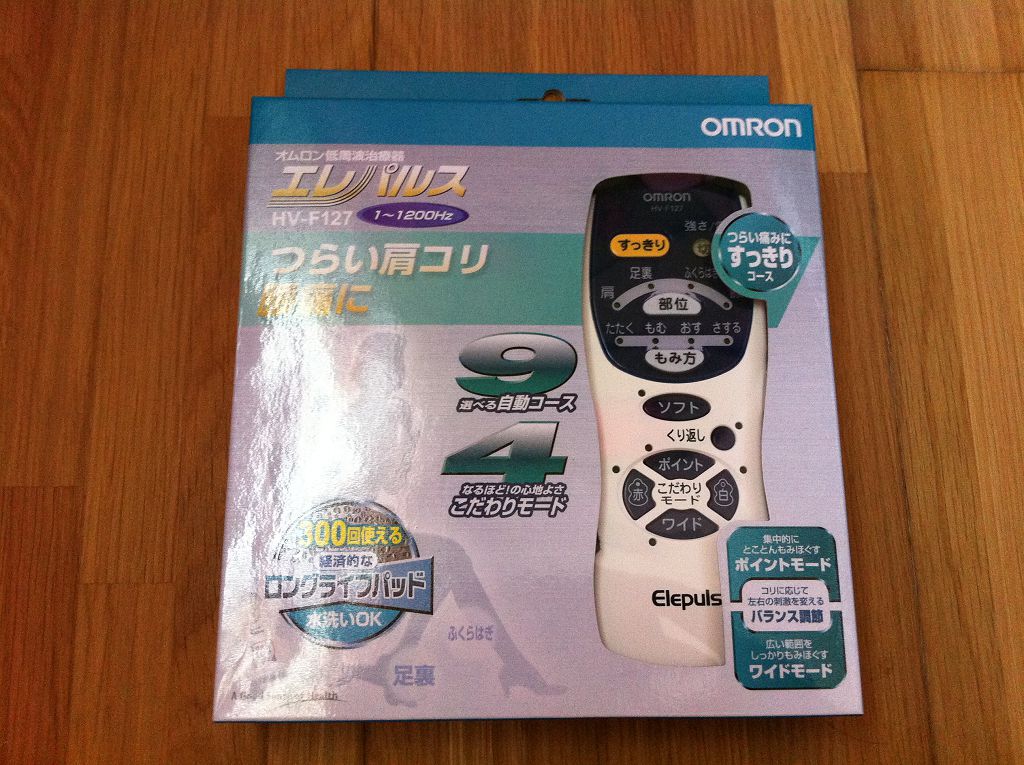 OMRON
オムロン低周波治療器
エレパルス
HV-F127 1～1200Hz
つらい肩コリ
腰痛に
OMRON
HV-F127
強さ/
すっきり
つらい痛みに
すっきり
コース
足裏 ふくらはぎ
肩
部位
たたく もむ おす さする
もみ方
9
選べる自動コース
4
なるほど!の心地よさ
こだわりモード
ソフト
くり返し
ポイント
赤 こだわり 白
モード
ワイド
300回使える
経済的な
ロングライフパッド
水洗いOK
集中的に
とことんもみほぐす
ポイントモード
コリに応じて
左右の刺激を変える
バランス調節
広い範囲を
しっかりもみほぐす
ワイドモード
Elepuls
ふくらはぎ
足裏
A Good Sense of Health